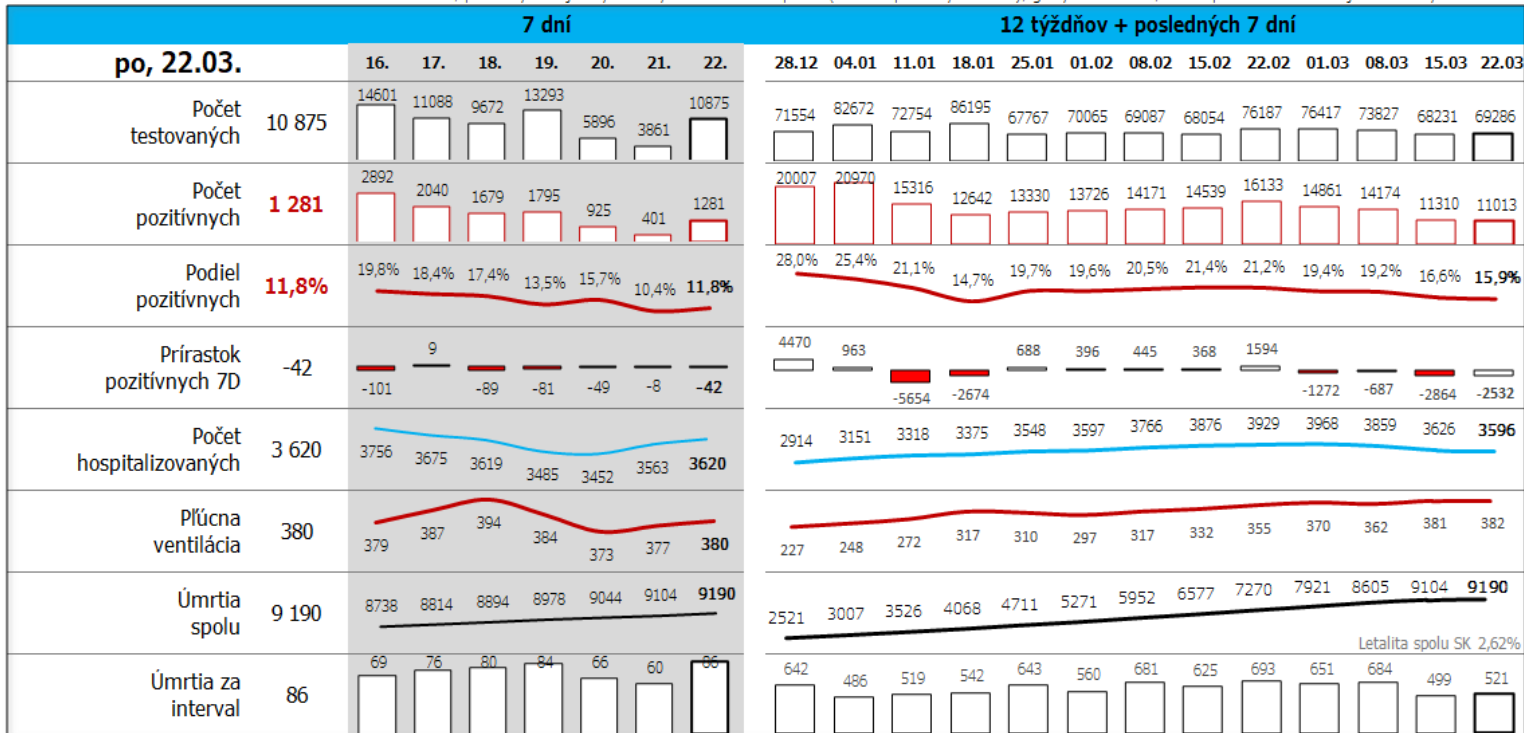 7 dní 12 týždňov + posledných 7 dní
po, 22.03. 16. 17. 18. 19. 20. 21. 22. 28.12 04.01 11.01 18.01 25.01 01.02 08.02 15.02 22.02 01.03 08.03 15.03 22.03
Počet testovaných 10 875 14601 11088 9672 13293 5896 3861 10875 71554 82672 72754 86195 67767 70065 69087 68054 76187 76417 73827 68231 69286
Počet pozitívnych 1 281 2892 2040 1679 1795 925 401 1281 20007 20970 15316 12642 13330 13726 14171 14539 16133 14861 14174 11310 11013
Podiel pozitívnych 11,8% 19,8% 18,4% 17,4% 13,5% 15,7% 10,4% 11,8% 28,0% 25,4% 21,1% 14,7% 19,7% 19,6% 20,5% 21,4% 21,2% 19,4% 19,2% 16,6% 15,9%
Prírastok pozitívnych 7D -42 -101 9 -89 -81 -49 -8 -42 4470 963 -5654 -2674 688 396 445 368 1594 -1272 -687 -2864 -2532
Počet hospitalizovaných 3 620 3756 3675 3619 3485 3452 3563 3620 2914 3151 3318 3375 3548 3597 3766 3876 3929 3968 3859 3626 3596
Pľúcna ventilácia 380 379 387 394 384 373 377 380 227 248 272 317 310 297 317 332 355 370 362 381 382
Úmrtia spolu 9 190 8738 8814 8894 8978 9044 9104 9190 2521 3007 3526 4068 4711 5271 5952 6577 7270 7921 8605 9104 9190
Letalita spolu SK 2,62%
Úmrtia za interval 86 69 76 80 84 66 60 86 642 486 519 542 643 560 681 625 693 651 684 499 521